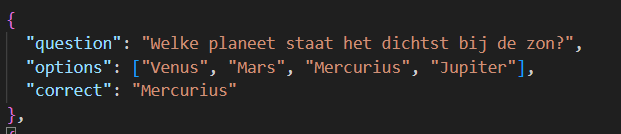 {
"question": "Welke planeet staat het dichtst bij de zon?",
"options": ["Venus", "Mars", "Mercurius", "Jupiter"],
"correct": "Mercurius"
},